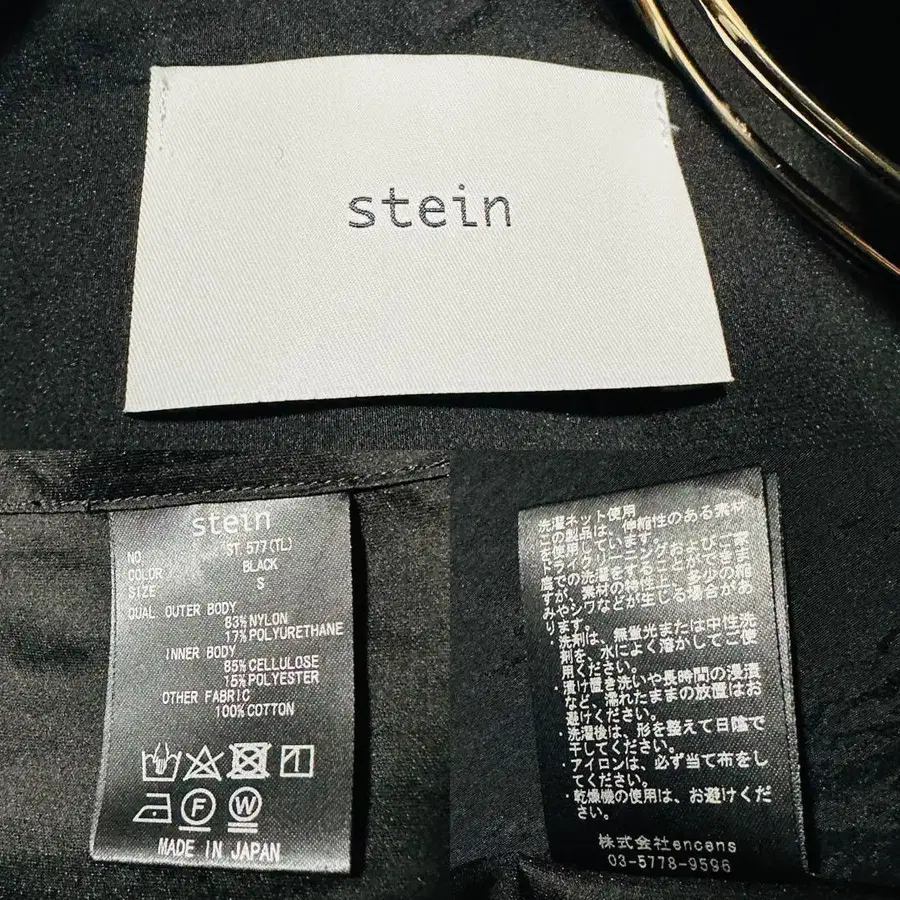 stein
stein
NO. ST 577(TL)
COLOR BLACK
SIZE S
QUAL OUTER BODY
83%NYLON
17%POLYURETHANE
INNER BODY
85%CELLULOSE
15%POLYESTER
OTHER FABRIC
100%COTTON
F W
MADE IN JAPAN
洗濯ネット使用
この製品は、伸縮性のある素材
を使用しています。
ドライクリーニングおよびご家
庭での洗濯をすることができま
すが、素材の特性上、多少の縮
みやシワなどが生じる場合があ
ります。
・洗剤は、無蛍光または中性洗
剤を、水によく溶かしてご使
用ください。
・漬け置き洗いや長時間の浸漬
など、濡れたままの放置はお
避けください。
・洗濯後は、形を整えて日陰で
干してください。
・アイロンは、必ず当て布をし
てください。
・乾燥機の使用は、お避けくだ
さい。
株式会社encens
03-5778-9596